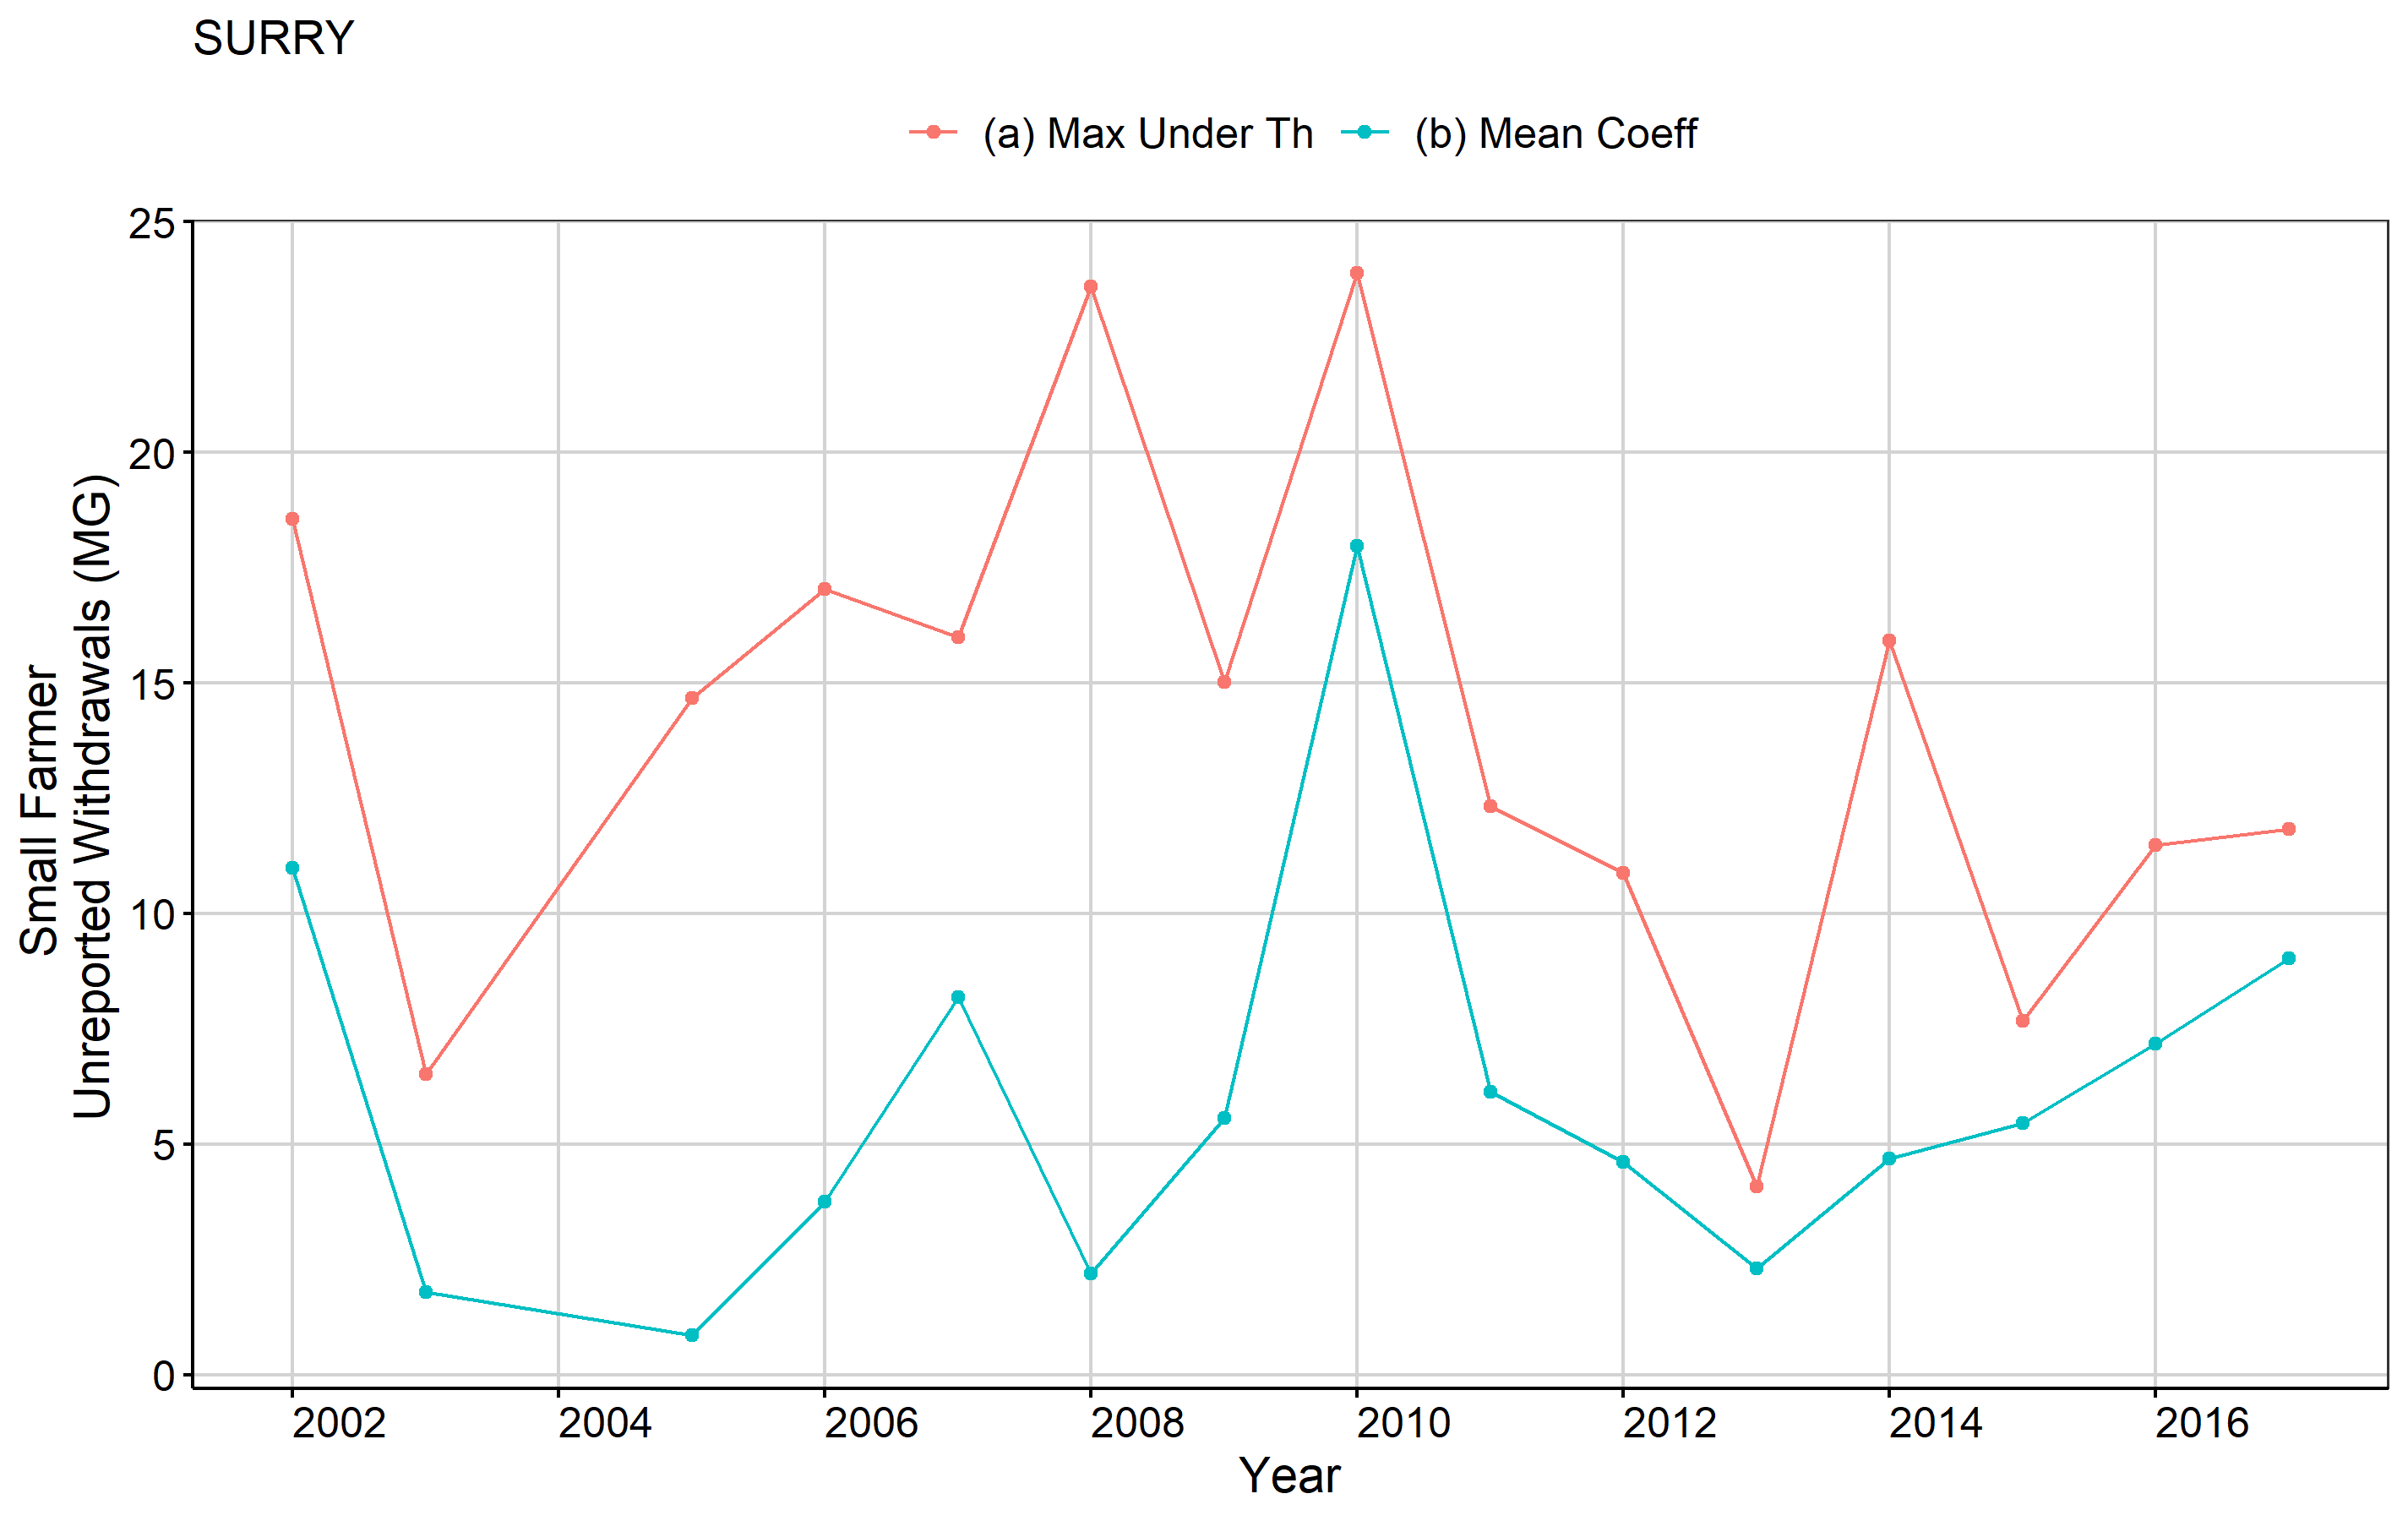 SURRY
(a) Max Under Th (b) Mean Coeff
Small Farmer
Unreported Withdrawals (MG)
25
20
15
10
5
0
2002 2004 2006 2008 2010 2012 2014 2016
Year